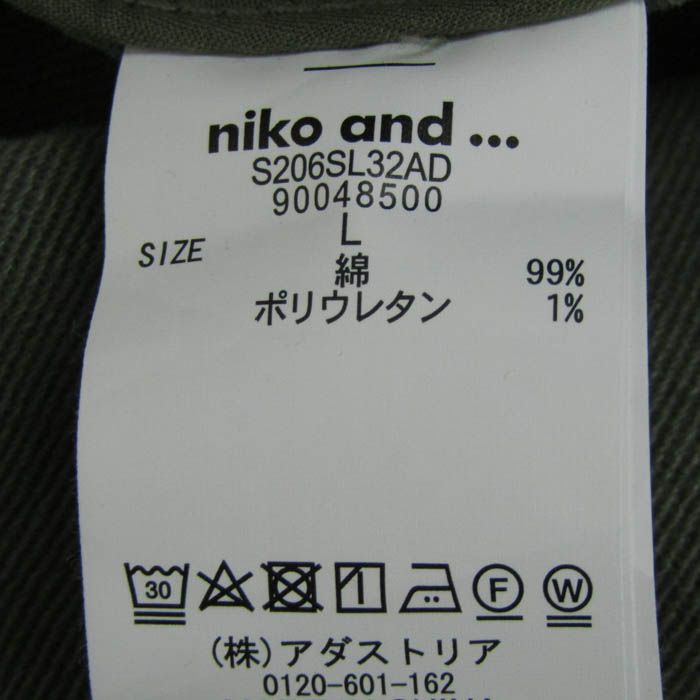 niko and ...
S206SL32AD
90048500
SIZE L
綿 99%
ポリウレタン 1%
30 F W
(株)アダストリア
0120-601-162